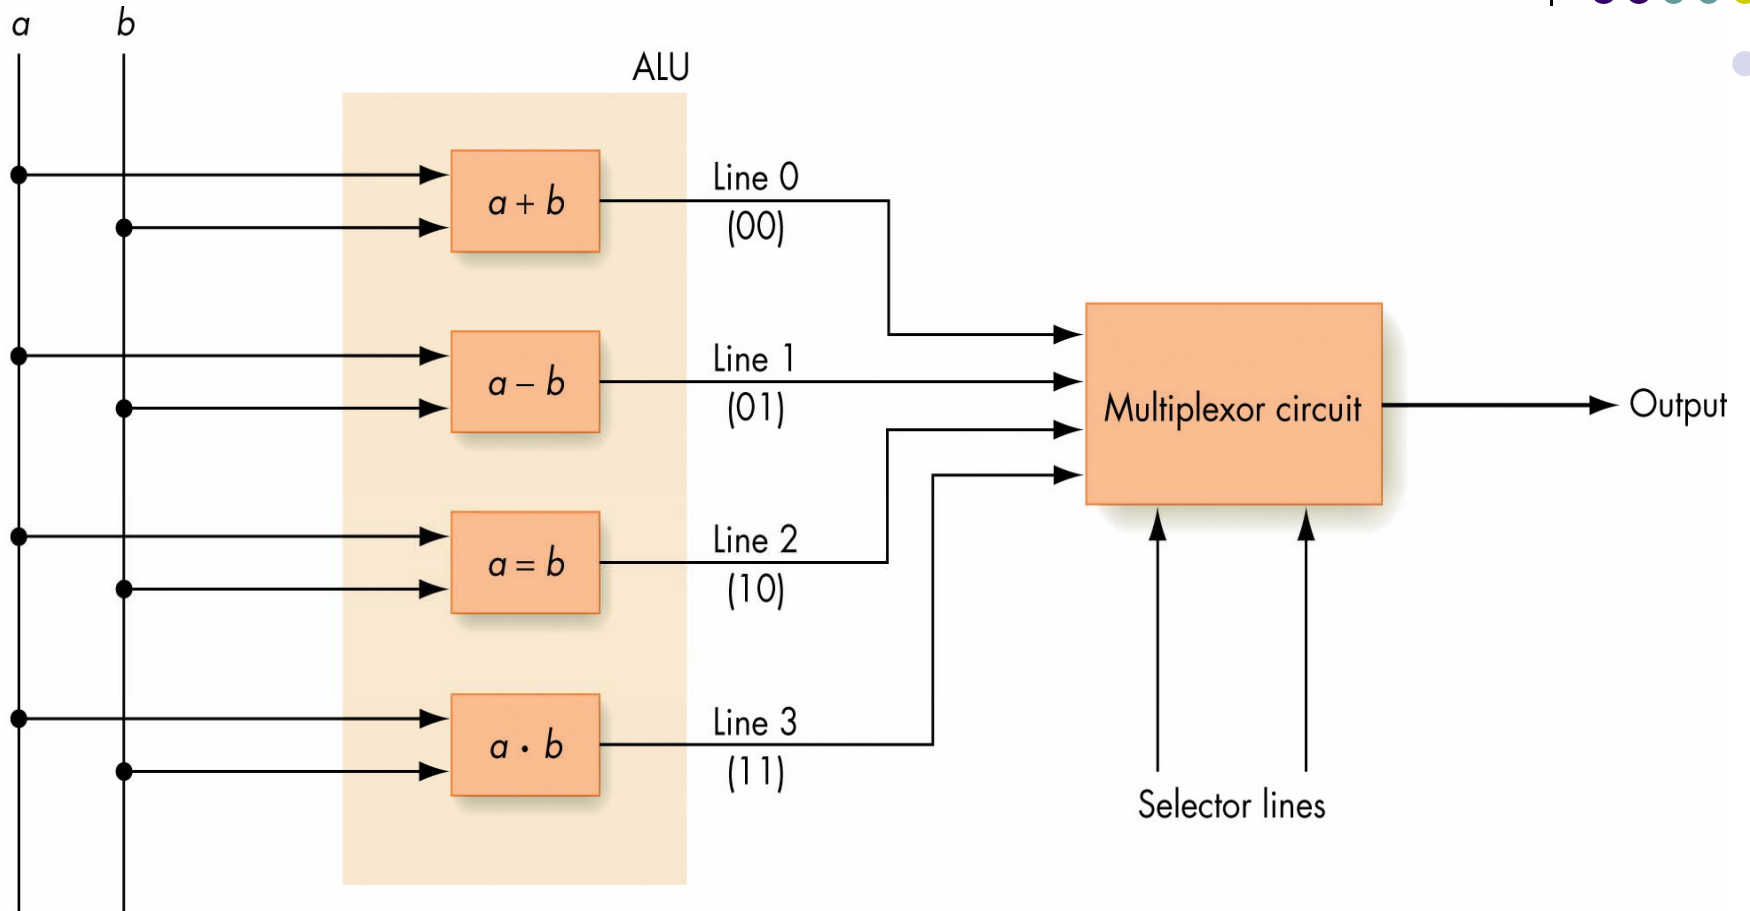 a b
ALU
a + b
Line 0
(00)
a – b
Line 1
(01)
Multiplexor circuit
Output
a = b
Line 2
(10)
a · b
Line 3
(11)
Selector lines